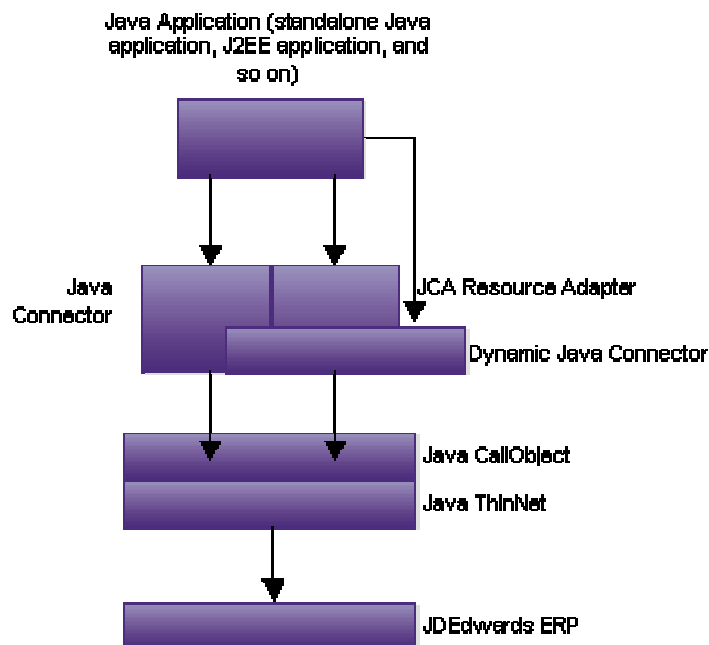 Java Application (standalone Java
application, J2EE application, and
so on)
Java
Connector
JCA Resource Adapter
Dynamic Java Connector
Java CallObject
Java ThinNet
JDEdwards ERP